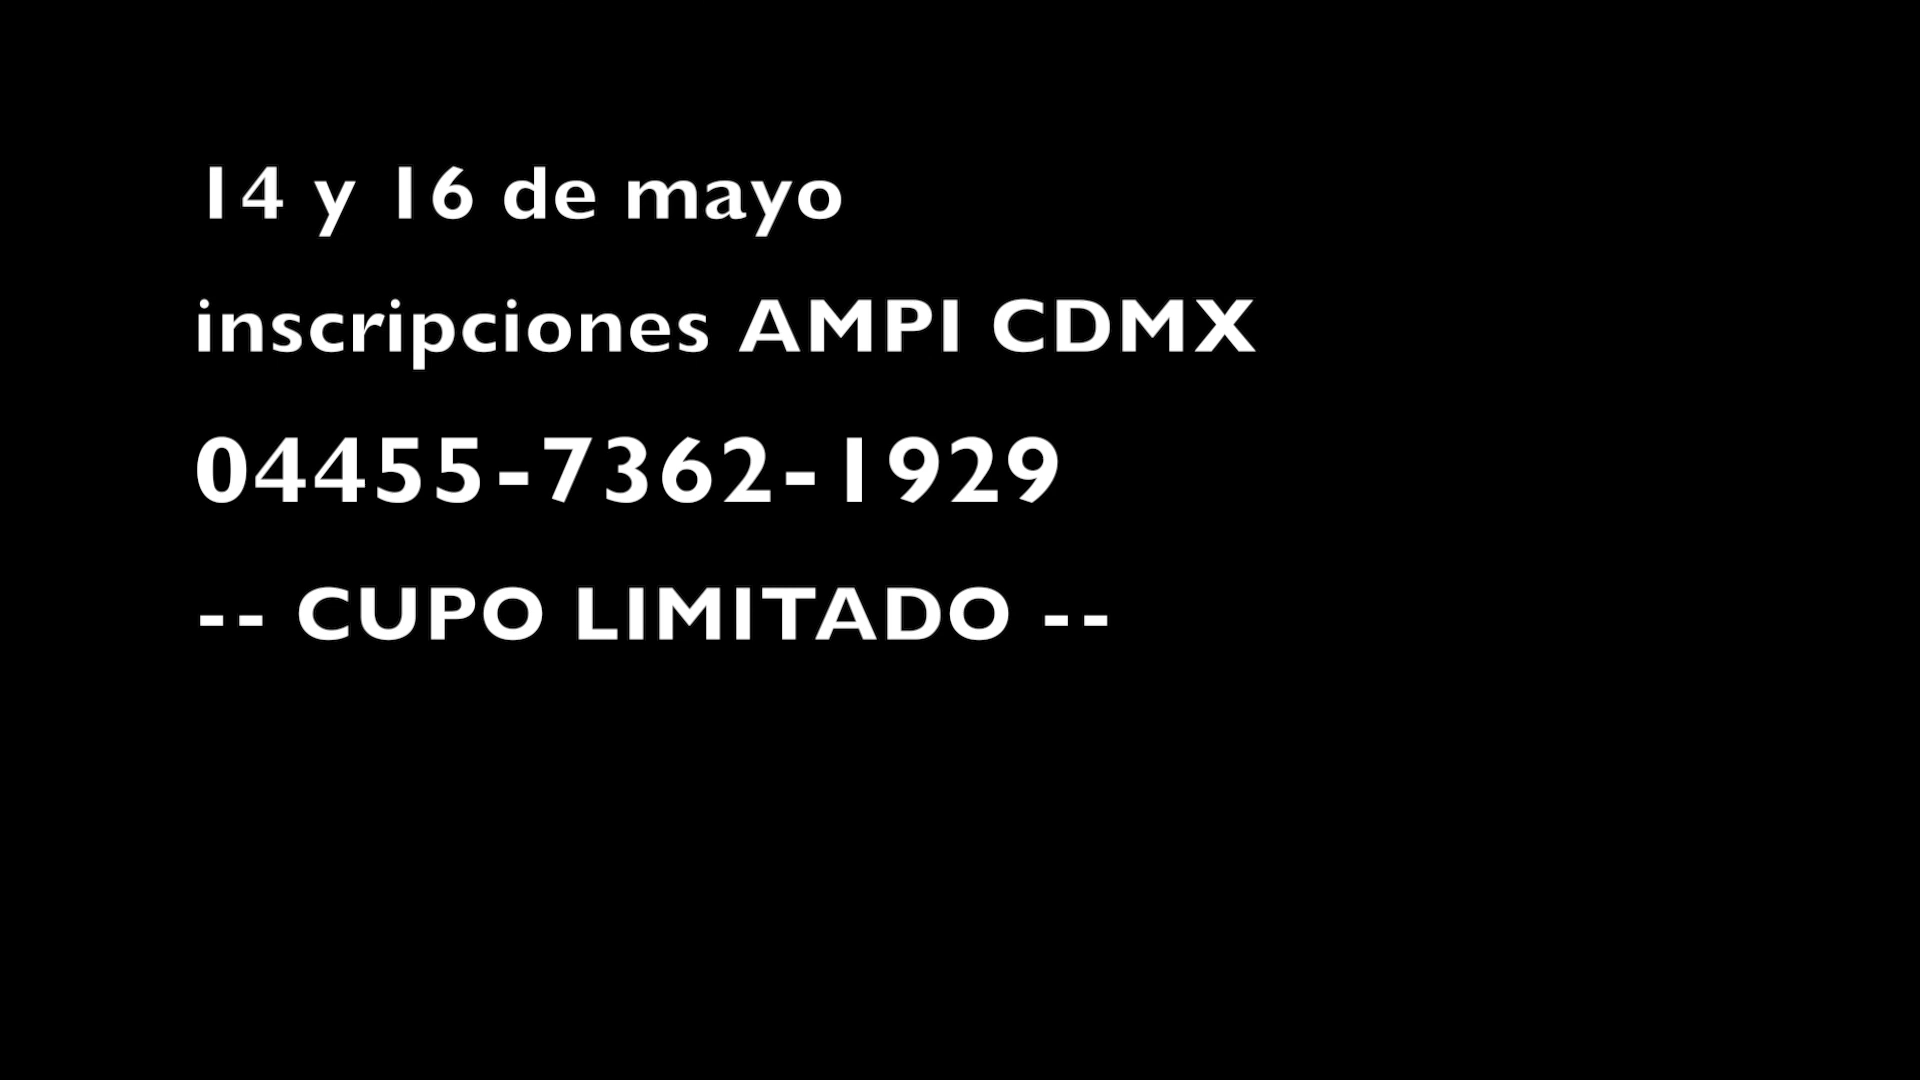 14 y 16 de mayo
inscripciones AMPI CDMX
04455-7362-1929
-- CUPO LIMITADO --